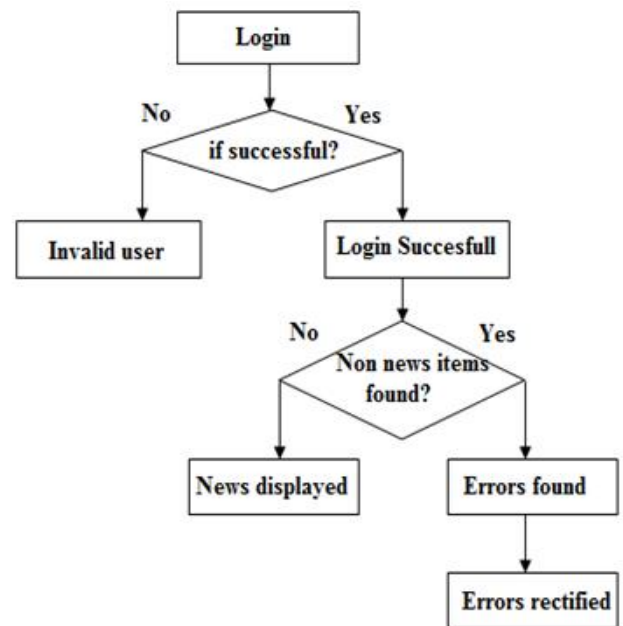 Login
No
Yes
if successful?
Invalid user
Login Succesfull
No
Yes
Non news items
found?
News displayed
Errors found
Errors rectified